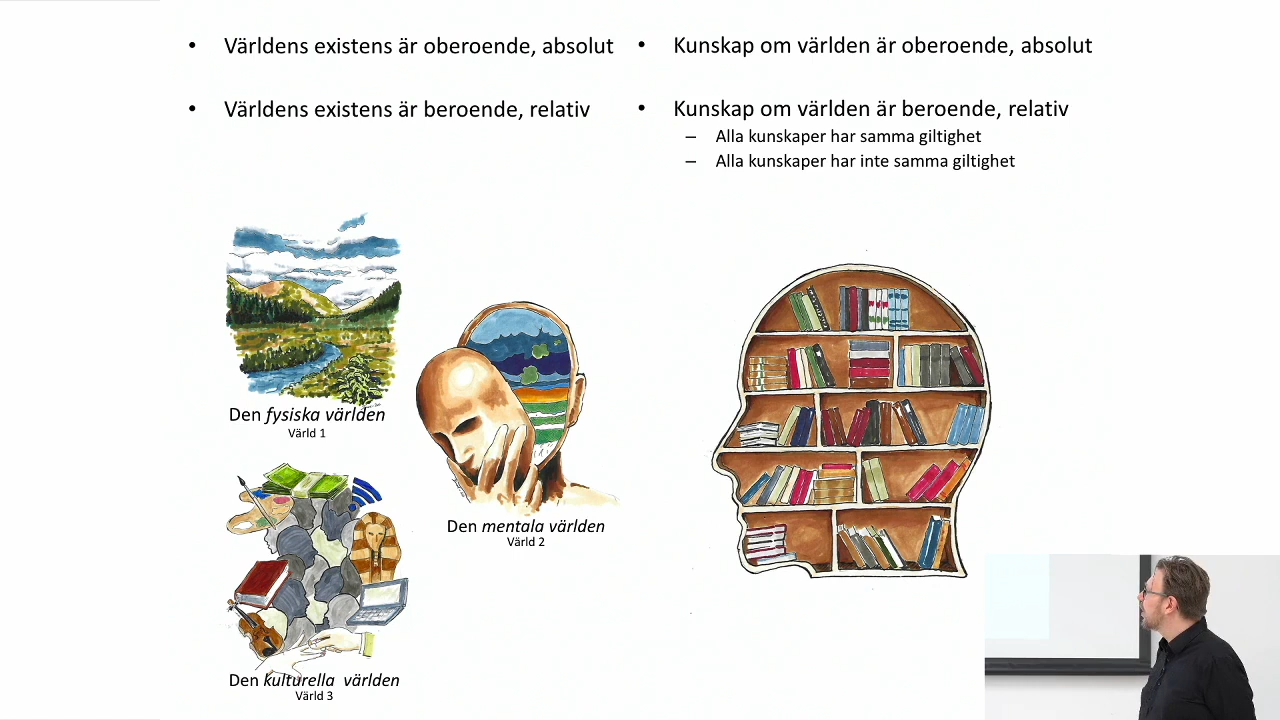 Världens existens är oberoende, absolut
Världens existens är beroende, relativ
Kunskap om världen är oberoende, absolut
Kunskap om världen är beroende, relativ
– Alla kunskaper har samma giltighet
– Alla kunskaper har inte samma giltighet
Den fysiska världen
Värld 1
Den mentala världen
Värld 2
Den kulturella världen
Värld 3